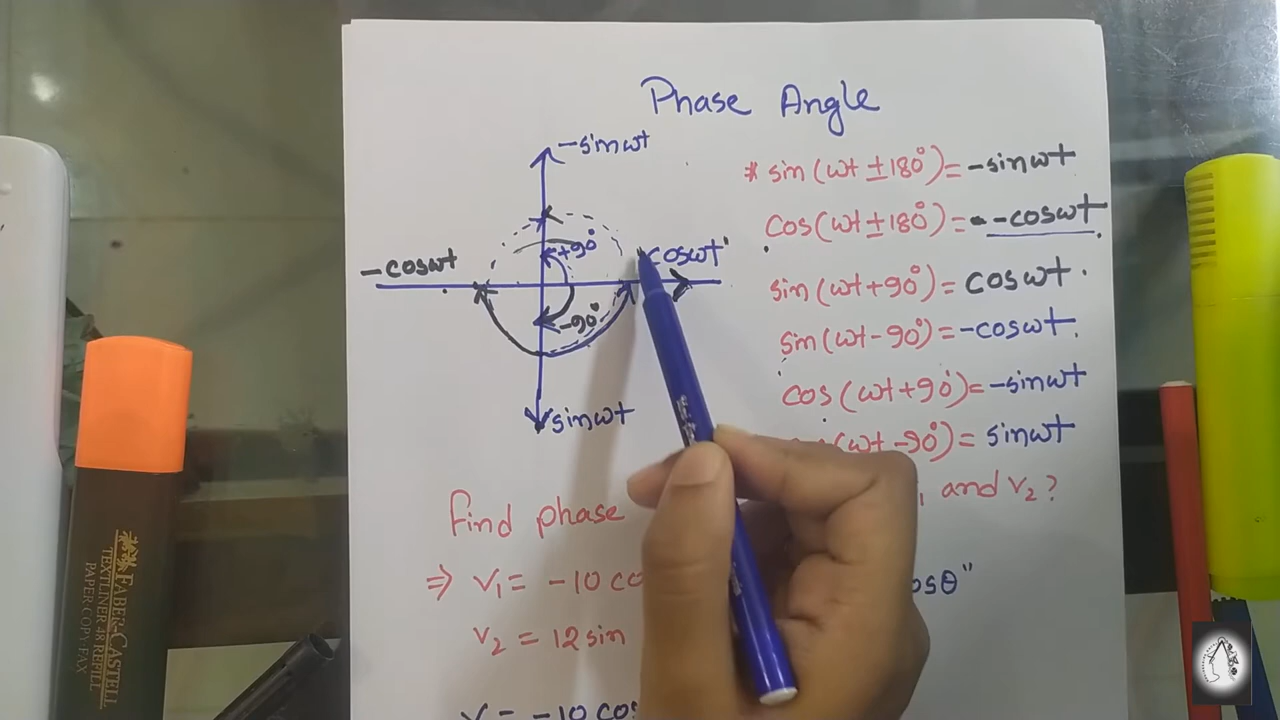 Phase Angle
-sinωt
* sin(ωt ±180°)= -sinωt
cos(ωt ±180°)= -cosωt
-cosωt
+90°
cosωt
sin(ωt+90°)= cosωt
-90°
sin(ωt-90°)= -cosωt
cos(ωt+90°)= -sinωt
sinωt
(ωt-90°)= sinωt
find phase
and v₂?
⇒ v₁ = -10 co
osθ"
v₂ = 12 sin
= -10 cos
FABER-CASTELL
TEXTLINER 48 REFILL
PAPER·COPY·FAX